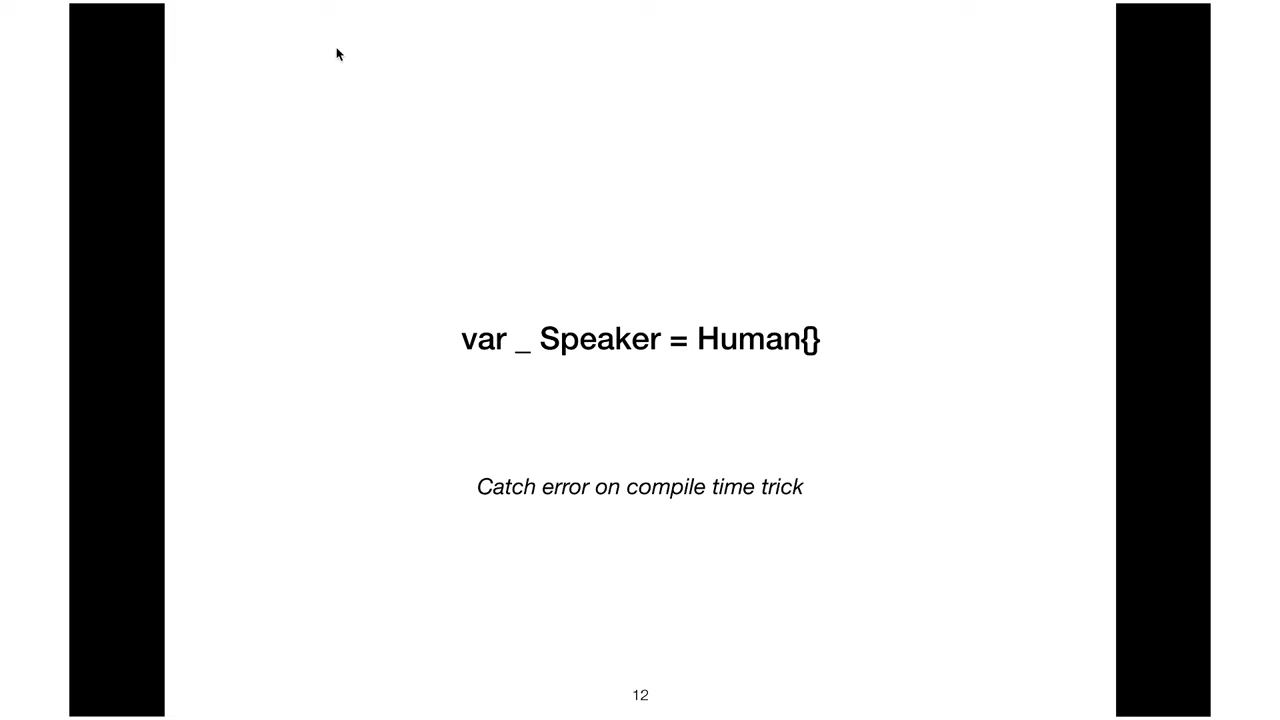 var _ Speaker = Human{}
Catch error on compile time trick
12